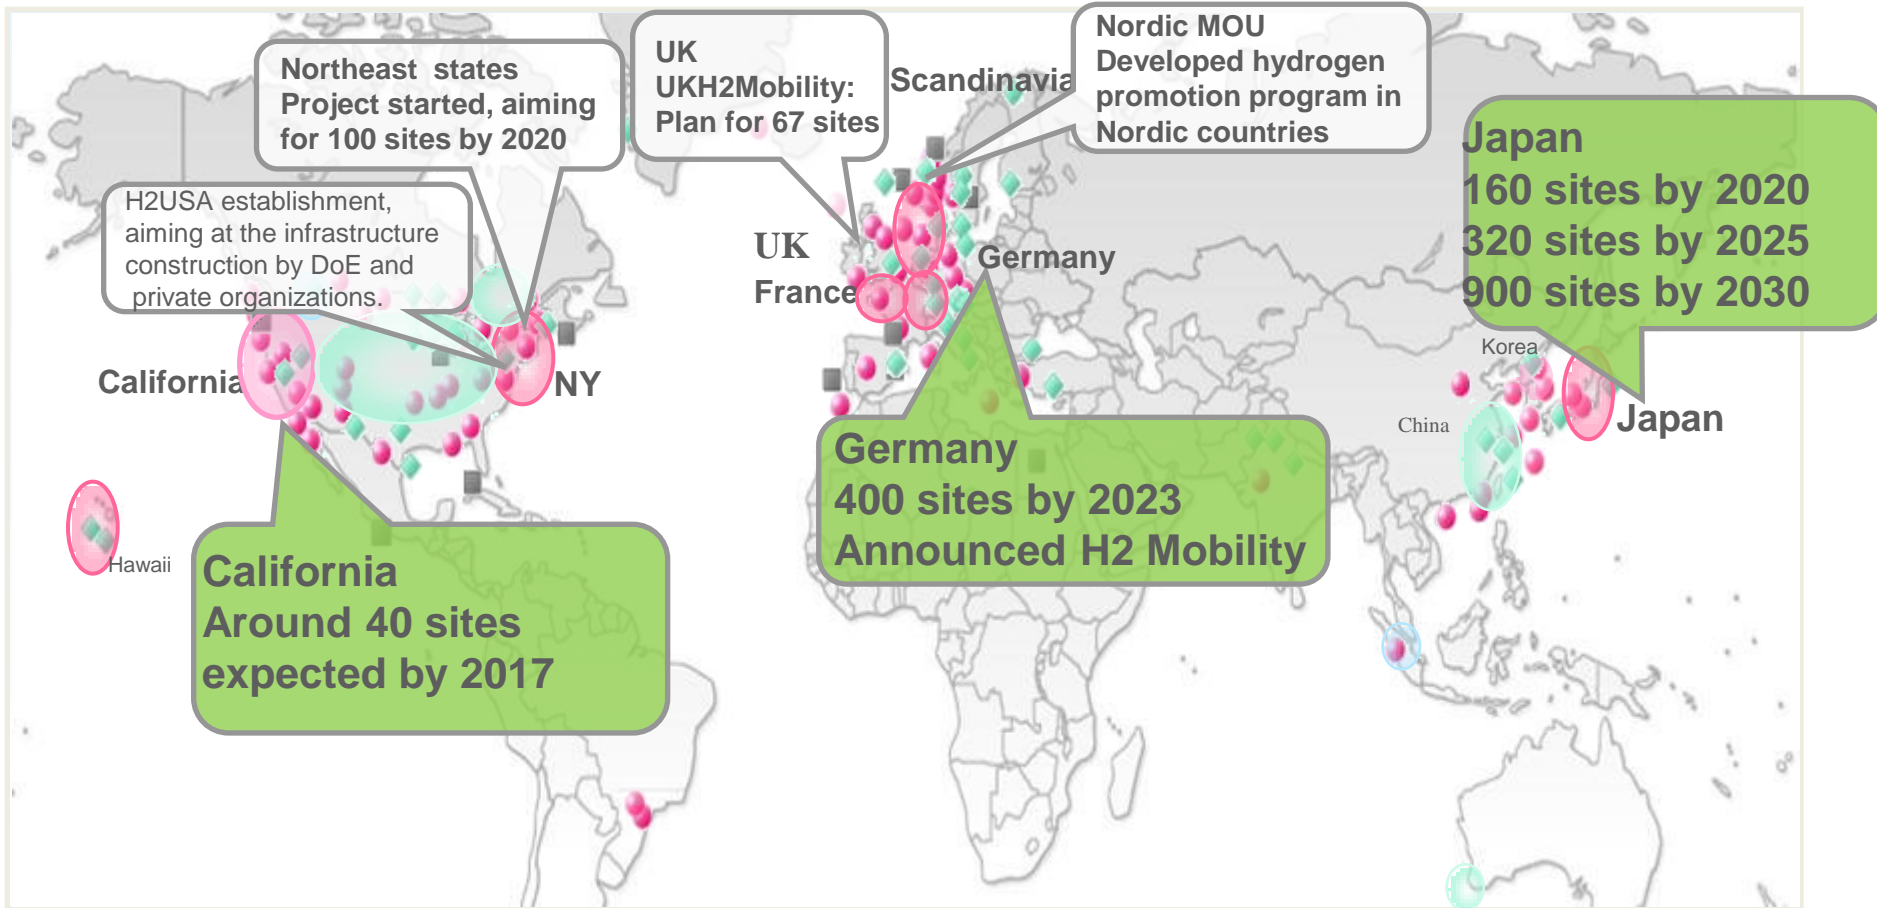 Northeast states
Project started, aiming
for 100 sites by 2020
UK
UKH2Mobility:
Plan for 67 sites
Scandinavia
Nordic MOU
Developed hydrogen
promotion program in
Nordic countries
Japan
160 sites by 2020
320 sites by 2025
900 sites by 2030
H2USA establishment,
aiming at the infrastructure
construction by DoE and
private organizations.
UK
France
Germany
California
NY
Korea
China
Japan
Hawaii
California
Around 40 sites
expected by 2017
Germany
400 sites by 2023
Announced H2 Mobility